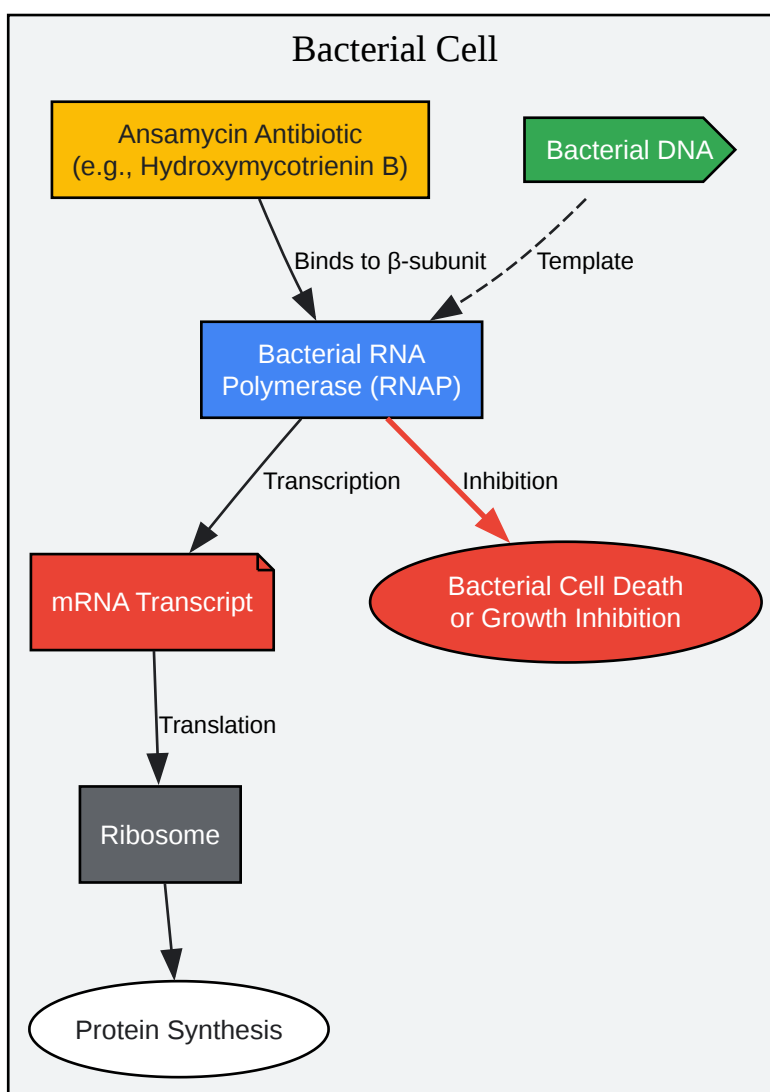 Bacterial Cell
Ansamycin Antibiotic
(e.g., Hydroxymycotrienin B)
Bacterial DNA
Binds to β-subunit
Template
Bacterial RNA
Polymerase (RNAP)
Transcription
Inhibition
mRNA Transcript
Bacterial Cell Death
or Growth Inhibition
Translation
Ribosome
Protein Synthesis